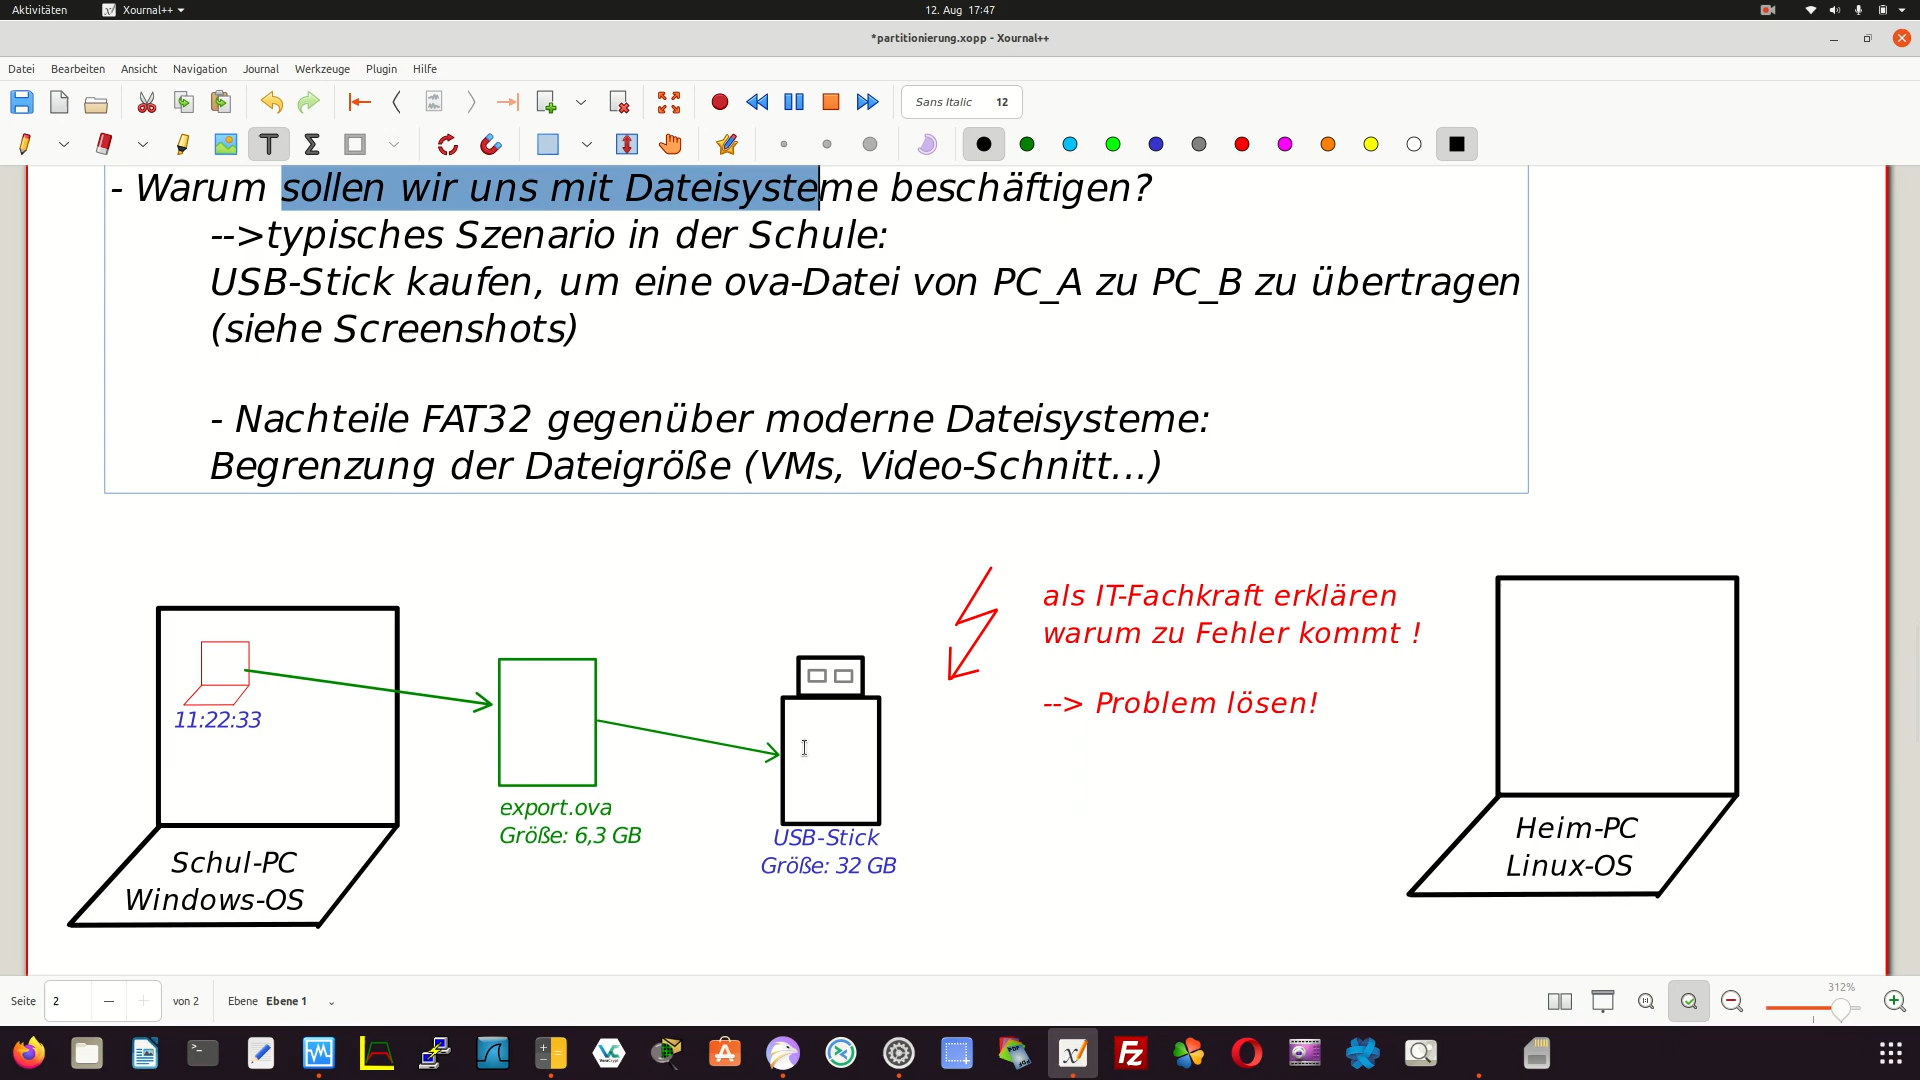 Aktivitäten
Xournal++
12. Aug 17:47
*partitionierung.xopp - Xournal++
Datei Bearbeiten Ansicht Navigation Journal Werkzeuge Plugin Hilfe
Sans Italic 12
- Warum sollen wir uns mit Dateisysteme beschäftigen?
-->typisches Szenario in der Schule:
USB-Stick kaufen, um eine ova-Datei von PC_A zu PC_B zu übertragen
(siehe Screenshots)
- Nachteile FAT32 gegenüber moderne Dateisysteme:
Begrenzung der Dateigröße (VMs, Video-Schnitt...)
als IT-Fachkraft erklären
warum zu Fehler kommt !
--> Problem lösen!
11:22:33
export.ova
Größe: 6,3 GB
USB-Stick
Größe: 32 GB
Schul-PC
Windows-OS
Heim-PC
Linux-OS
Seite 2 von 2 Ebene Ebene 1
312%